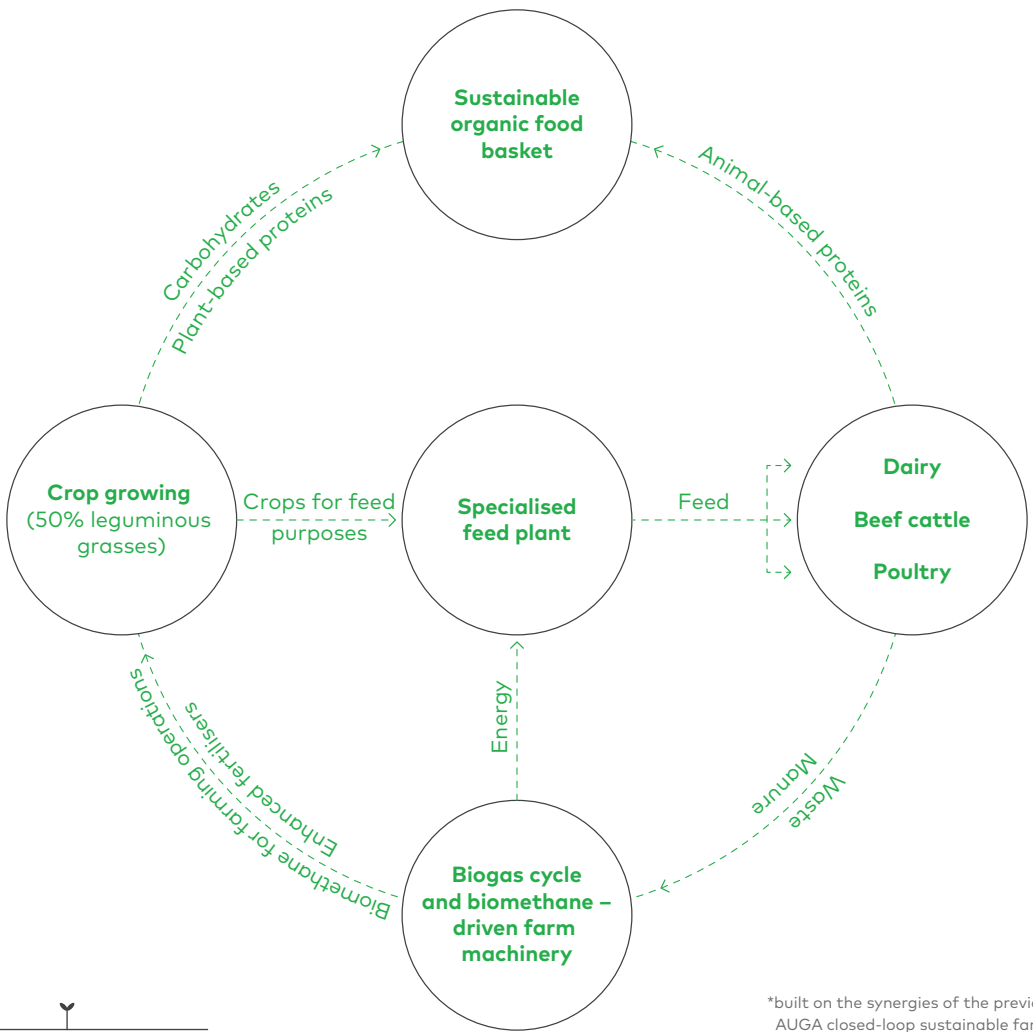 Sustainable
organic food
basket
Carbohydrates
Plant-based proteins
Animal-based proteins
Crop growing
(50% leguminous
grasses)
Crops for feed
purposes
Specialised
feed plant
Feed
Dairy
Beef cattle
Poultry
Enhanced fertilisers
Biomethane for farming operations
Energy
Manure
Waste
Biogas cycle
and biomethane –
driven farm
machinery
*built on the synergies of the
AUGA closed-loop sustainable